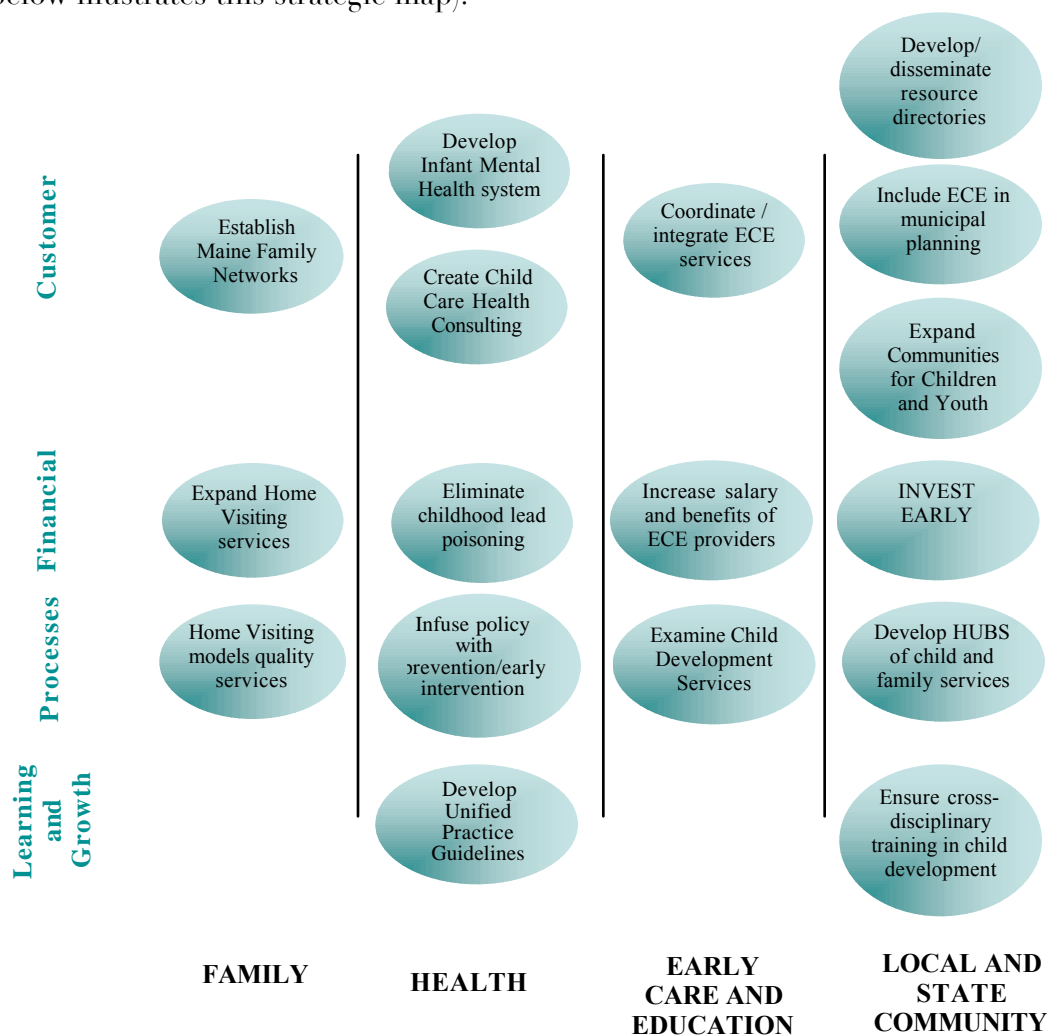 below illustrates this strategic map).
Develop/
disseminate
resource
directories
Customer
Establish
Maine Family
Networks
Develop
Infant Mental
Health system
Create Child
Care Health
Consulting
Coordinate /
integrate ECE
services
Include ECE in
municipal
planning
Expand
Communities
for Children
and Youth
Financial
Expand Home
Visiting
services
Eliminate
childhood lead
poisoning
Increase salary
and benefits of
ECE providers
INVEST
EARLY
Processes
Home Visiting
models quality
services
Infuse policy
with
prevention/early
intervention
Examine Child
Development
Services
Develop HUBS
of child and
family services
Learning
and
Growth
Develop
Unified
Practice
Guidelines
Ensure cross-
disciplinary
training in child
development
FAMILY
HEALTH
EARLY
CARE AND
EDUCATION
LOCAL AND
STATE
COMMUNITY